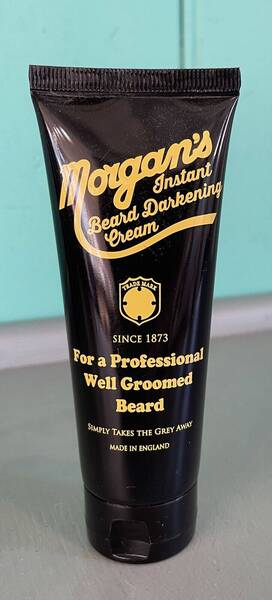 Morgan's
Instant
Beard Darkening
Cream
TRADE MARK
SINCE 1873
For a Professional
Well Groomed
Beard
SIMPLY TAKES THE GREY AWAY
MADE IN ENGLAND